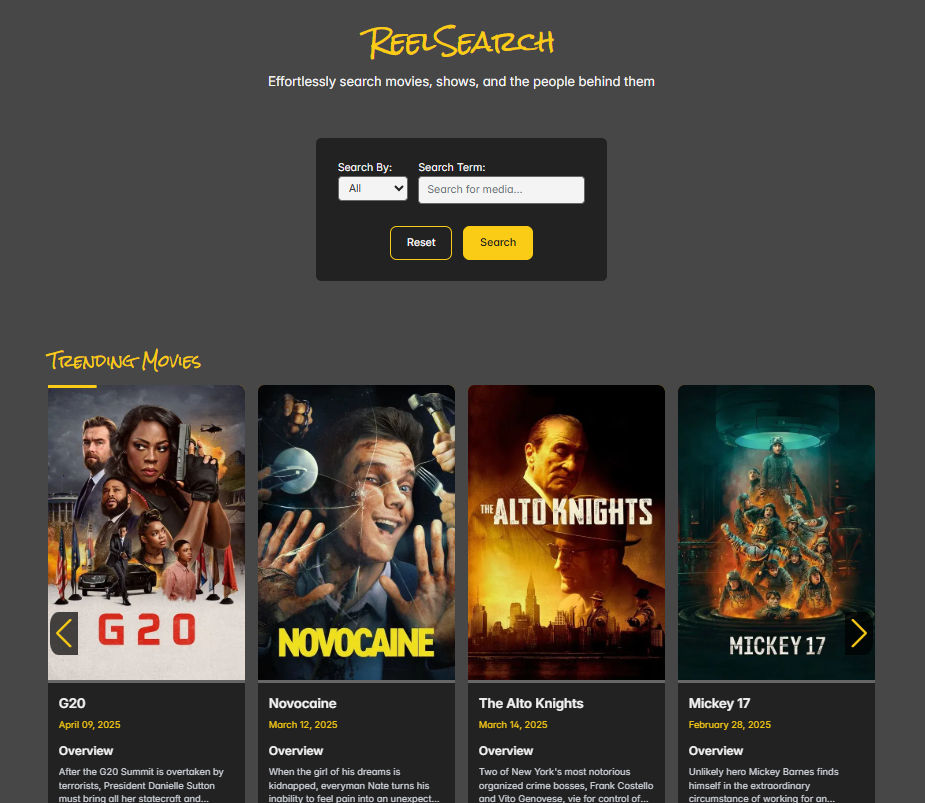 ReelSearch
Effortlessly search movies, shows, and the people behind them
Search By:
Search Term:
All
Search for media...
Reset
Search
Trending Movies
G20
NOVOCAINE
THE ALTO KNIGHTS
MICKEY 17
G20
April 09, 2025
Overview
After the G20 Summit is overtaken by
terrorists, President Danielle Sutton
must bring all her statecraft and...
Novocaine
March 12, 2025
Overview
When the girl of his dreams is
kidnapped, everyman Nate turns his
inability to feel pain into an unexpect...
The Alto Knights
March 14, 2025
Overview
Two of New York's most notorious
organized crime bosses, Frank Costello
and Vito Genovese, vie for control of...
Mickey 17
February 28, 2025
Overview
Unlikely hero Mickey Barnes finds
himself in the extraordinary
circumstance of working for an...